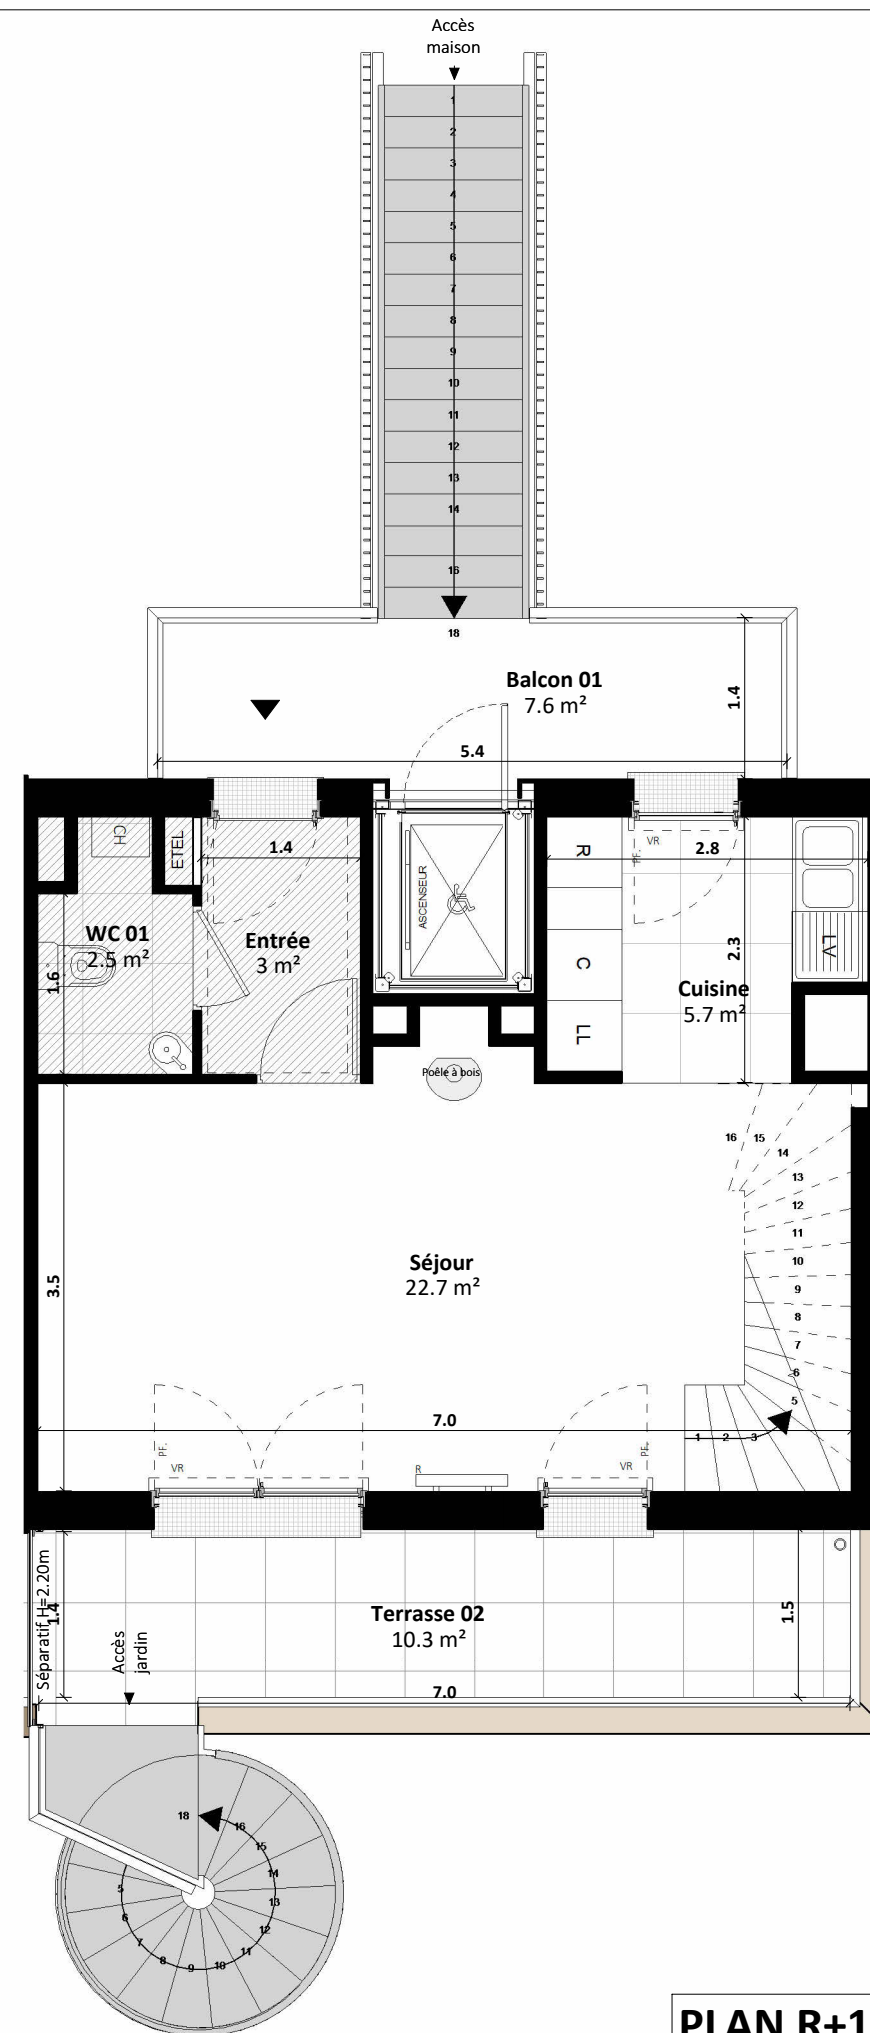 Accès
maison
1
2
3
4
5
6
7
8
9
10
11
12
13
14
16
18
Balcon 01
7.6 m²
1.4
5.4
CH
ETEL
1.4
ASCENSEUR
R
C
LL
PF.
VR
2.8
2.3
LV
WC 01
2.5 m²
1.6
Entrée
3 m²
Cuisine
5.7 m²
Poêle à bois
16
15
14
13
12
11
10
9
8
7
6
5
3
2
1
Séjour
22.7 m²
3.5
7.0
PF.
VR
R
VR
PF.
Séparatif H=2.20m
1.4
Accès
jardin
Terrasse 02
10.3 m²
1.5
7.0
18
16
15
14
13
12
11
10
9
8
7
6
5
PLAN R+1